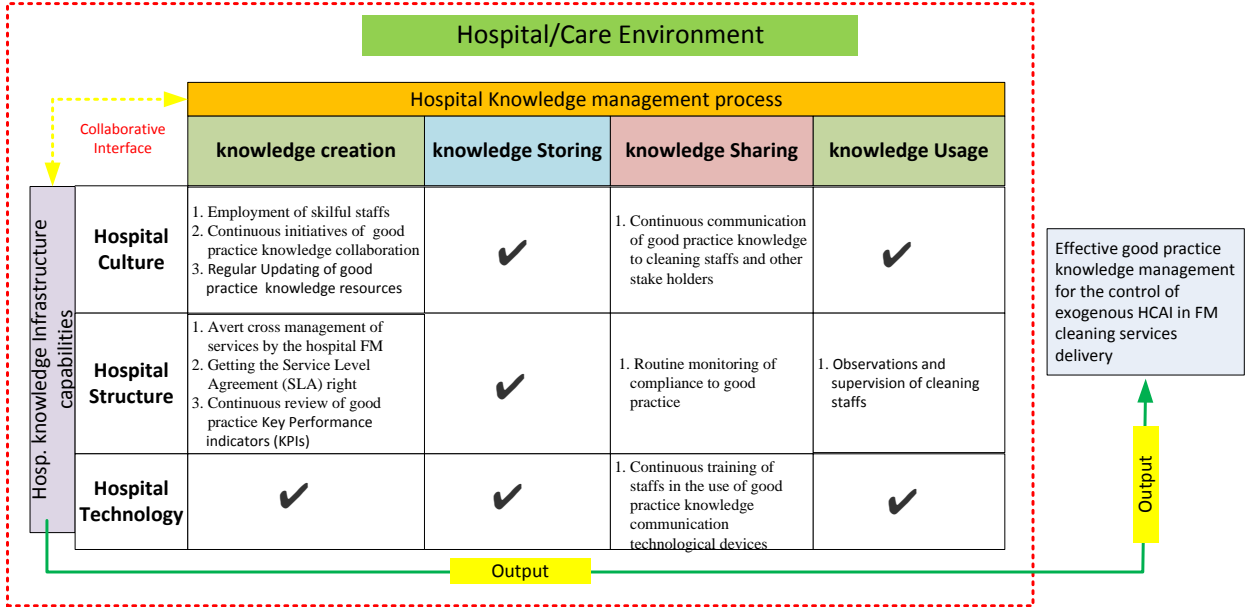 Hospital/Care Environment
Hospital Knowledge management process
Collaborative
Interface
knowledge creation
knowledge Storing
knowledge Sharing
knowledge Usage
Hosp. knowledge Infrastructure
capabilities
Hospital
Culture
1. Employment of skilful staffs
2. Continuous initiatives of good
practice knowledge collaboration
3. Regular Updating of good
practice knowledge resources
✔
1. Continuous communication
of good practice knowledge
to cleaning staffs and other
stake holders
✔
Hospital
Structure
1. Avert cross management of
services by the hospital FM
2. Getting the Service Level
Agreement (SLA) right
3. Continuous review of good
practice Key Performance
indicators (KPIs)
✔
1. Routine monitoring of
compliance to good
practice
1. Observations and
supervision of cleaning
staffs
Hospital
Technology
✔
✔
1. Continuous training of
staffs in the use of good
practice knowledge
communication
technological devices
✔
Output
Output
Effective good practice
knowledge management
for the control of
exogenous HCAI in FM
cleaning services
delivery